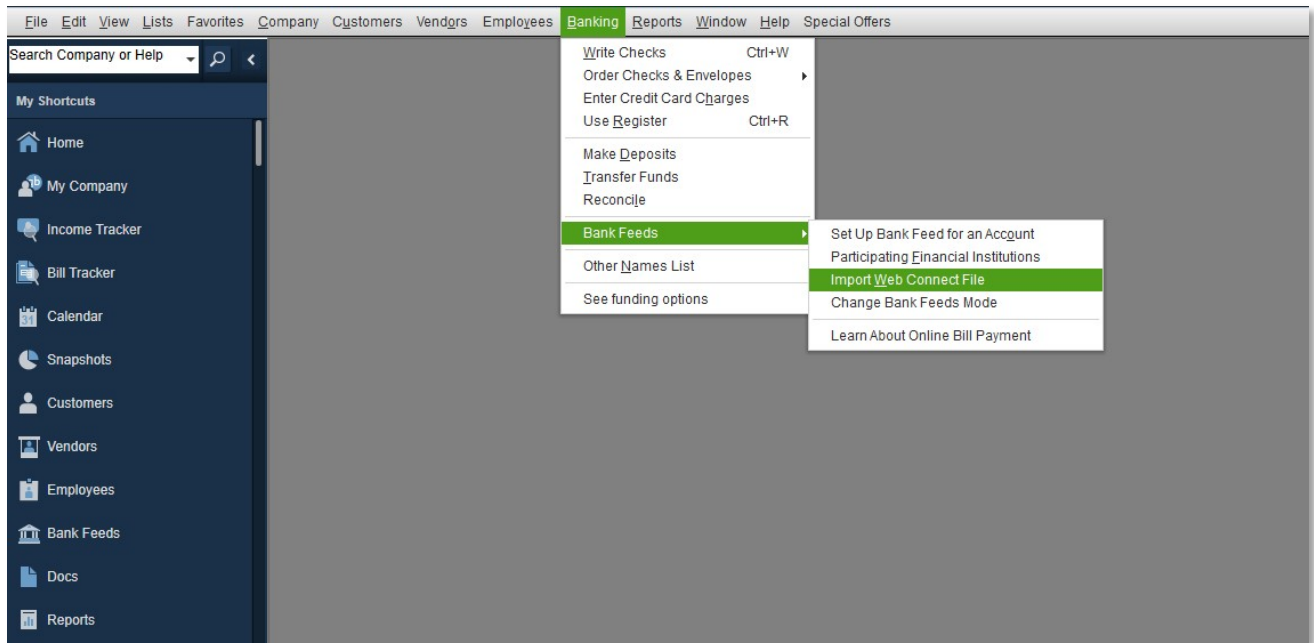 File Edit View Lists Favorites Company Customers Vendors Employees Banking Reports Window Help Special Offers
Search Company or Help
My Shortcuts
Home
My Company
Income Tracker
Bill Tracker
Calendar
Snapshots
Customers
Vendors
Employees
Bank Feeds
Docs
Reports
Write Checks Ctrl+W
Order Checks & Envelopes
Enter Credit Card Charges
Use Register Ctrl+R
Make Deposits
Transfer Funds
Reconcile
Bank Feeds
Other Names List
See funding options
Set Up Bank Feed for an Account
Participating Financial Institutions
Import Web Connect File
Change Bank Feeds Mode
Learn About Online Bill Payment